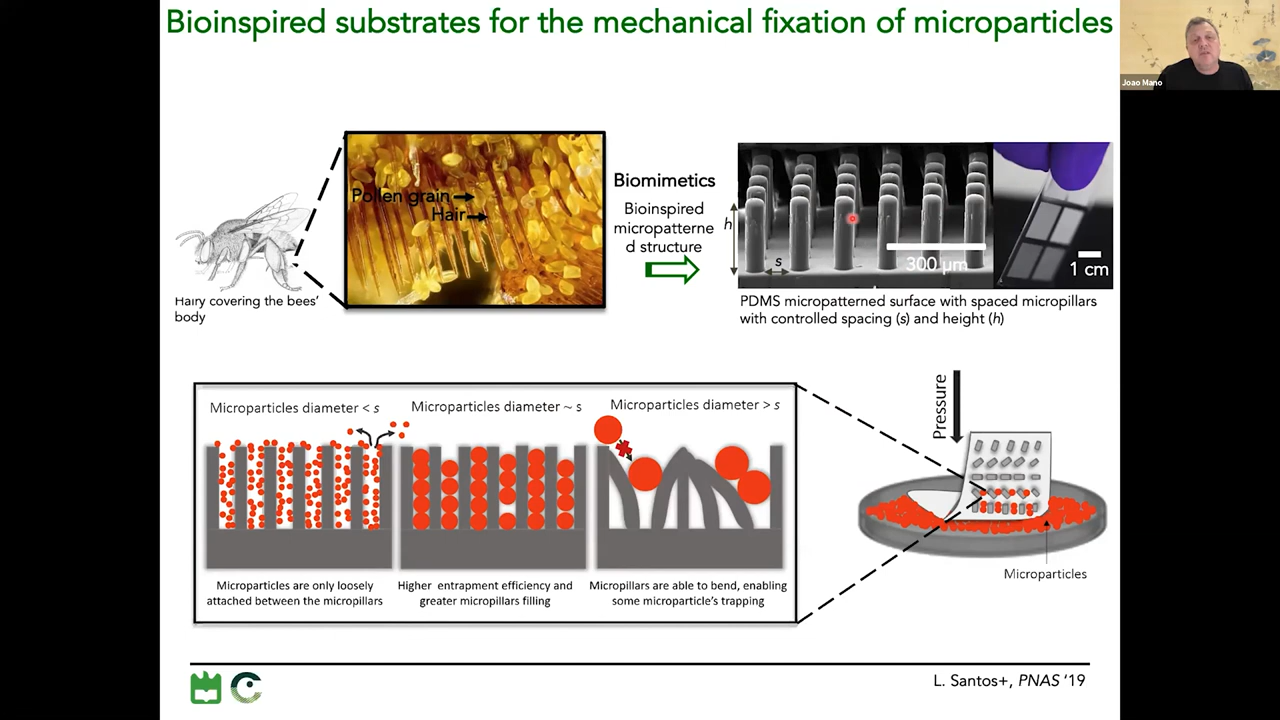 Bioinspired substrates for the mechanical fixation of microparticles
Joao Mano
Pollen grain
Hair
Hairy covering the bees'
body
Biomimetics
Bioinspired
micropatterne
d structure
h
s
300 µm
1 cm
PDMS micropatterned surface with spaced micropillars
with controlled spacing (s) and height (h)
Microparticles diameter < s
Microparticles diameter ~ s
Microparticles diameter > s
Microparticles are only loosely
attached between the micropillars
Higher entrapment efficiency and
greater micropillars filling
Micropillars are able to bend, enabling
some microparticle's trapping
Pressure
Microparticles
L. Santos+, PNAS '19